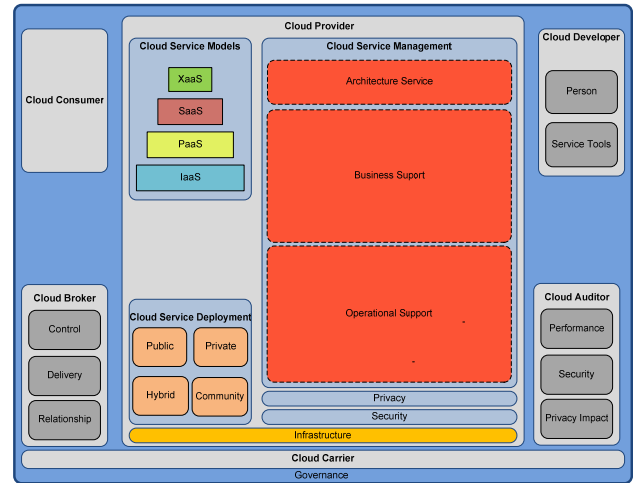 Cloud Provider
Cloud Consumer
Cloud Service Models
XaaS
SaaS
PaaS
IaaS
Cloud Service Management
Architecture Service
Business Suport
Operational Support
Cloud Developer
Person
Service Tools
Cloud Broker
Control
Delivery
Relationship
Cloud Service Deployment
Public
Private
Hybrid
Community
Privacy
Security
Infrastructure
Cloud Auditor
Performance
Security
Privacy Impact
Cloud Carrier
Governance